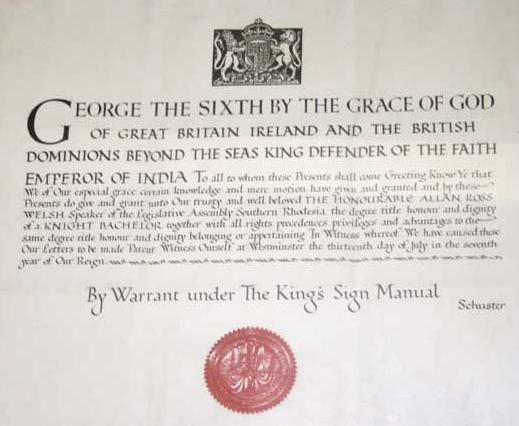 GEORGE THE SIXTH BY THE GRACE OF GOD
OF GREAT BRITAIN IRELAND AND THE BRITISH
DOMINIONS BEYOND THE SEAS KING DEFENDER OF THE FAITH
EMPEROR OF INDIA To all to whom these Presents shall come Greeting Know Ye that
We of Our especial grace certain knowledge and mere motion have given and granted and by these
Presents do give and grant unto Our trusty and well beloved THE HONOURABLE ALLAN ROSS
WELSH Speaker of the Legislative Assembly Southern Rhodesia the degree title honour and dignity
of a KNIGHT BACHELOR together with all rights precedences privileges and advantages to the
same degree title honour and dignity belonging or appertaining In Witness whereof We have caused these
Our Letters to be made Patent Witness Ourself at Westminster the thirteenth day of July in the seventh
year of Our Reign.
By Warrant under The King's Sign Manual
Schuster